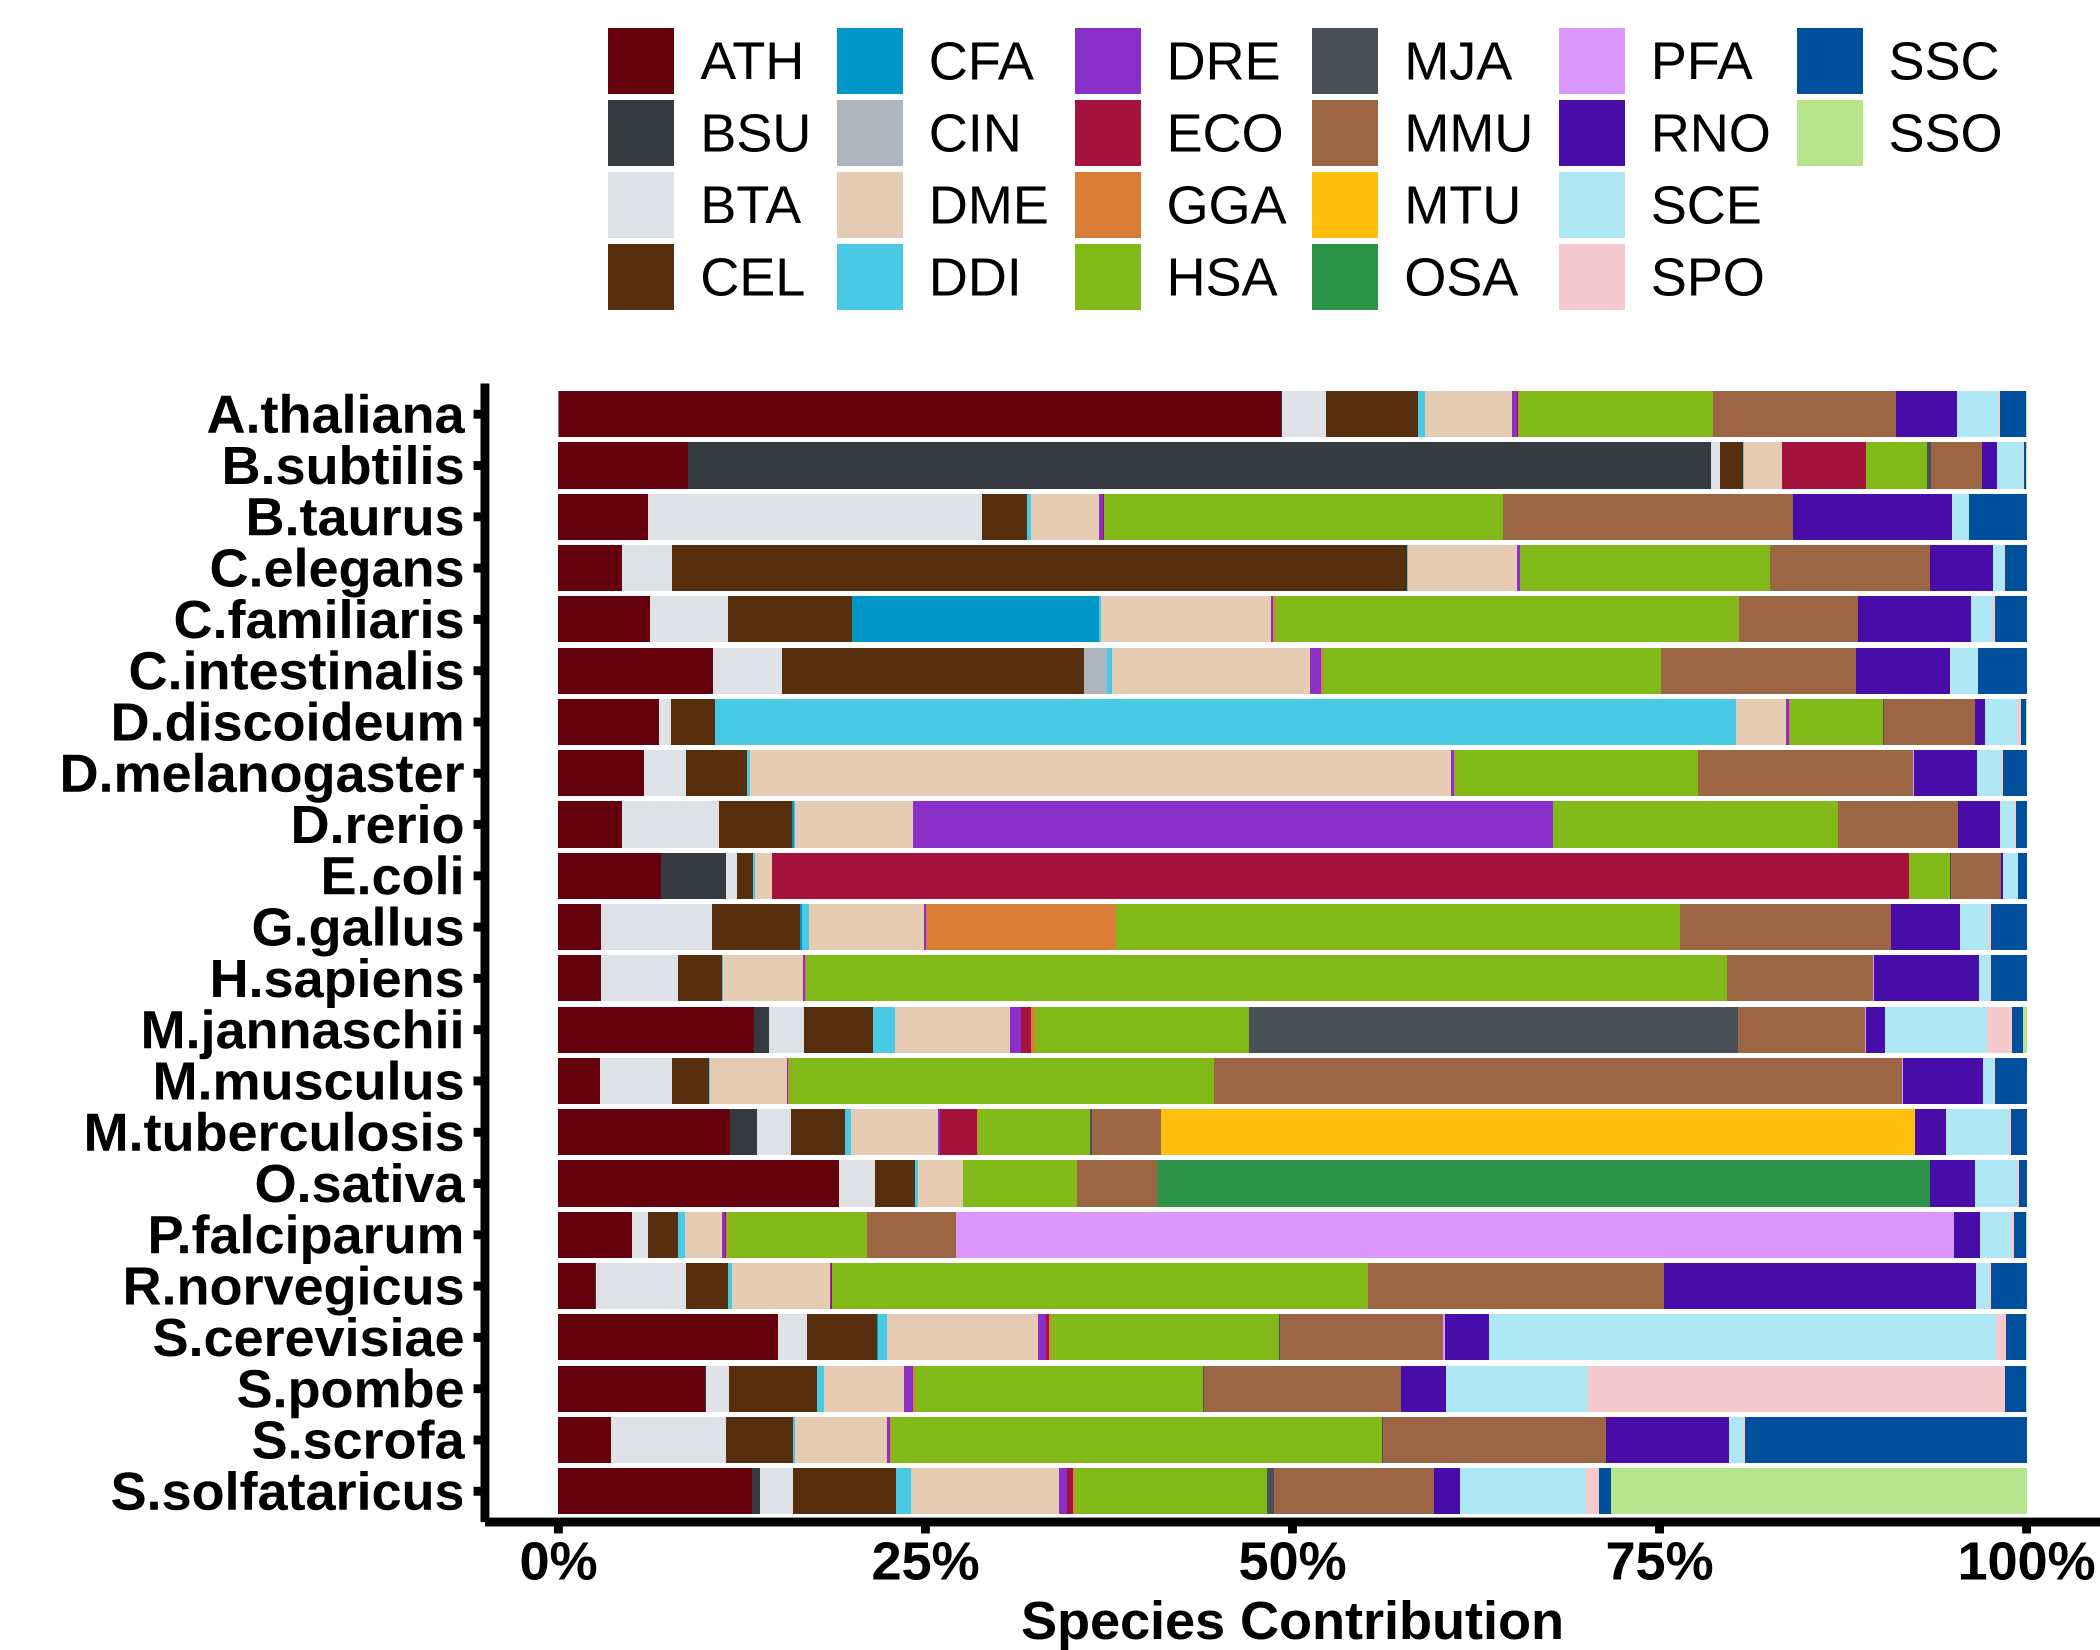 ATH CFA DRE MJA PFA SSC
BSU CIN ECO MMU RNO SSO
BTA DME GGA MTU SCE
CEL DDI HSA OSA SPO
A.thaliana
B.subtilis
B.taurus
C.elegans
C.familiaris
C.intestinalis
D.discoideum
D.melanogaster
D.rerio
E.coli
G.gallus
H.sapiens
M.jannaschii
M.musculus
M.tuberculosis
O.sativa
P.falciparum
R.norvegicus
S.cerevisiae
S.pombe
S.scrofa
S.solfataricus
0% 25% 50% 75% 100%
Species Contribution